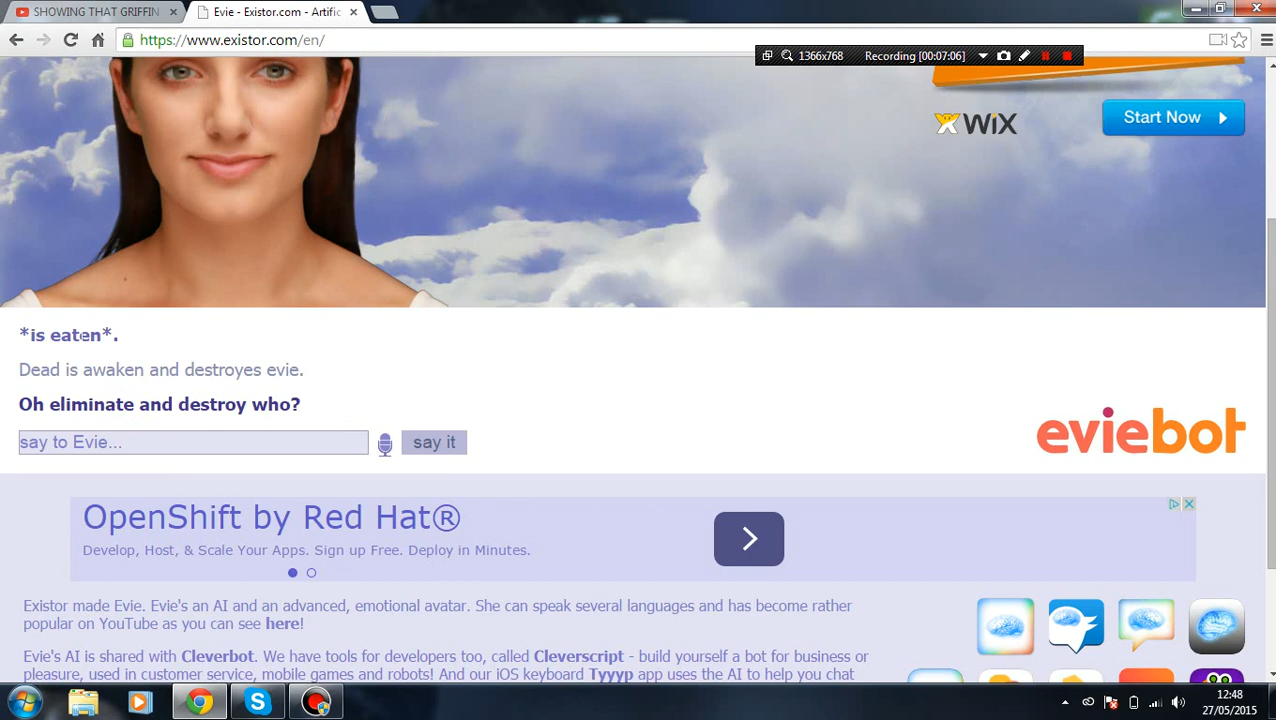 SHOWING THAT GRIFFIN
Evie - Existor.com - Artific
https://www.existor.com/en/
1366x768
Recording [00:07:06]
WiX
Start Now
*is eaten*.
Dead is awaken and destroyes evie.
Oh eliminate and destroy who?
say to Evie...
say it
eviebot
OpenShift by Red Hat®
Develop, Host, & Scale Your Apps. Sign up Free. Deploy in Minutes.
Existor made Evie. Evie's an AI and an advanced, emotional avatar. She can speak several languages and has become rather
popular on YouTube as you can see here!
Evie's AI is shared with Cleverbot. We have tools for developers too, called Cleverscript - build yourself a bot for business or
pleasure, used in customer service, mobile games and robots! And our iOS keyboard Tyyyp app uses the AI to help you chat
12:48
27/05/2015